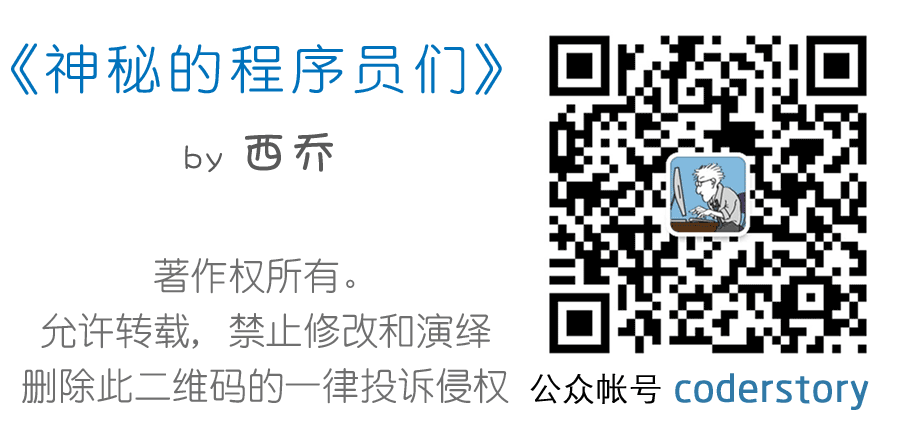 《神秘的程序员们》
by 西乔
著作权所有。
允许转载，禁止修改和演绎
删除此二维码的一律投诉侵权
公众帐号 coderstory